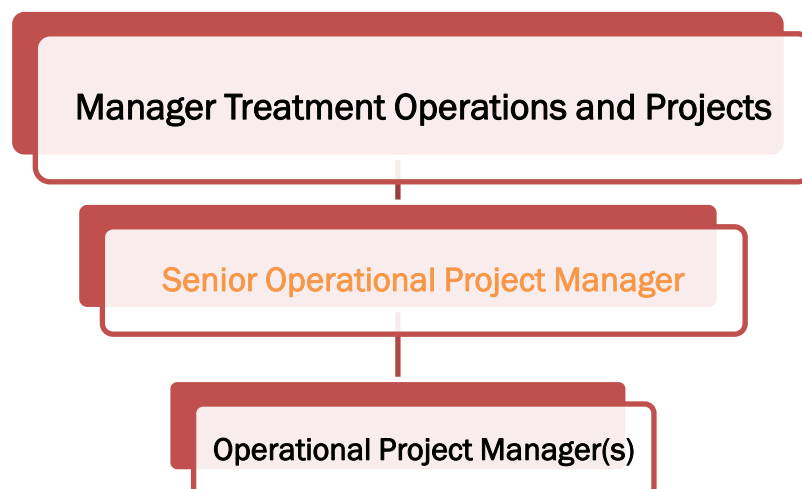 Manager Treatment Operations and Projects
Senior Operational Project Manager
Operational Project Manager(s)